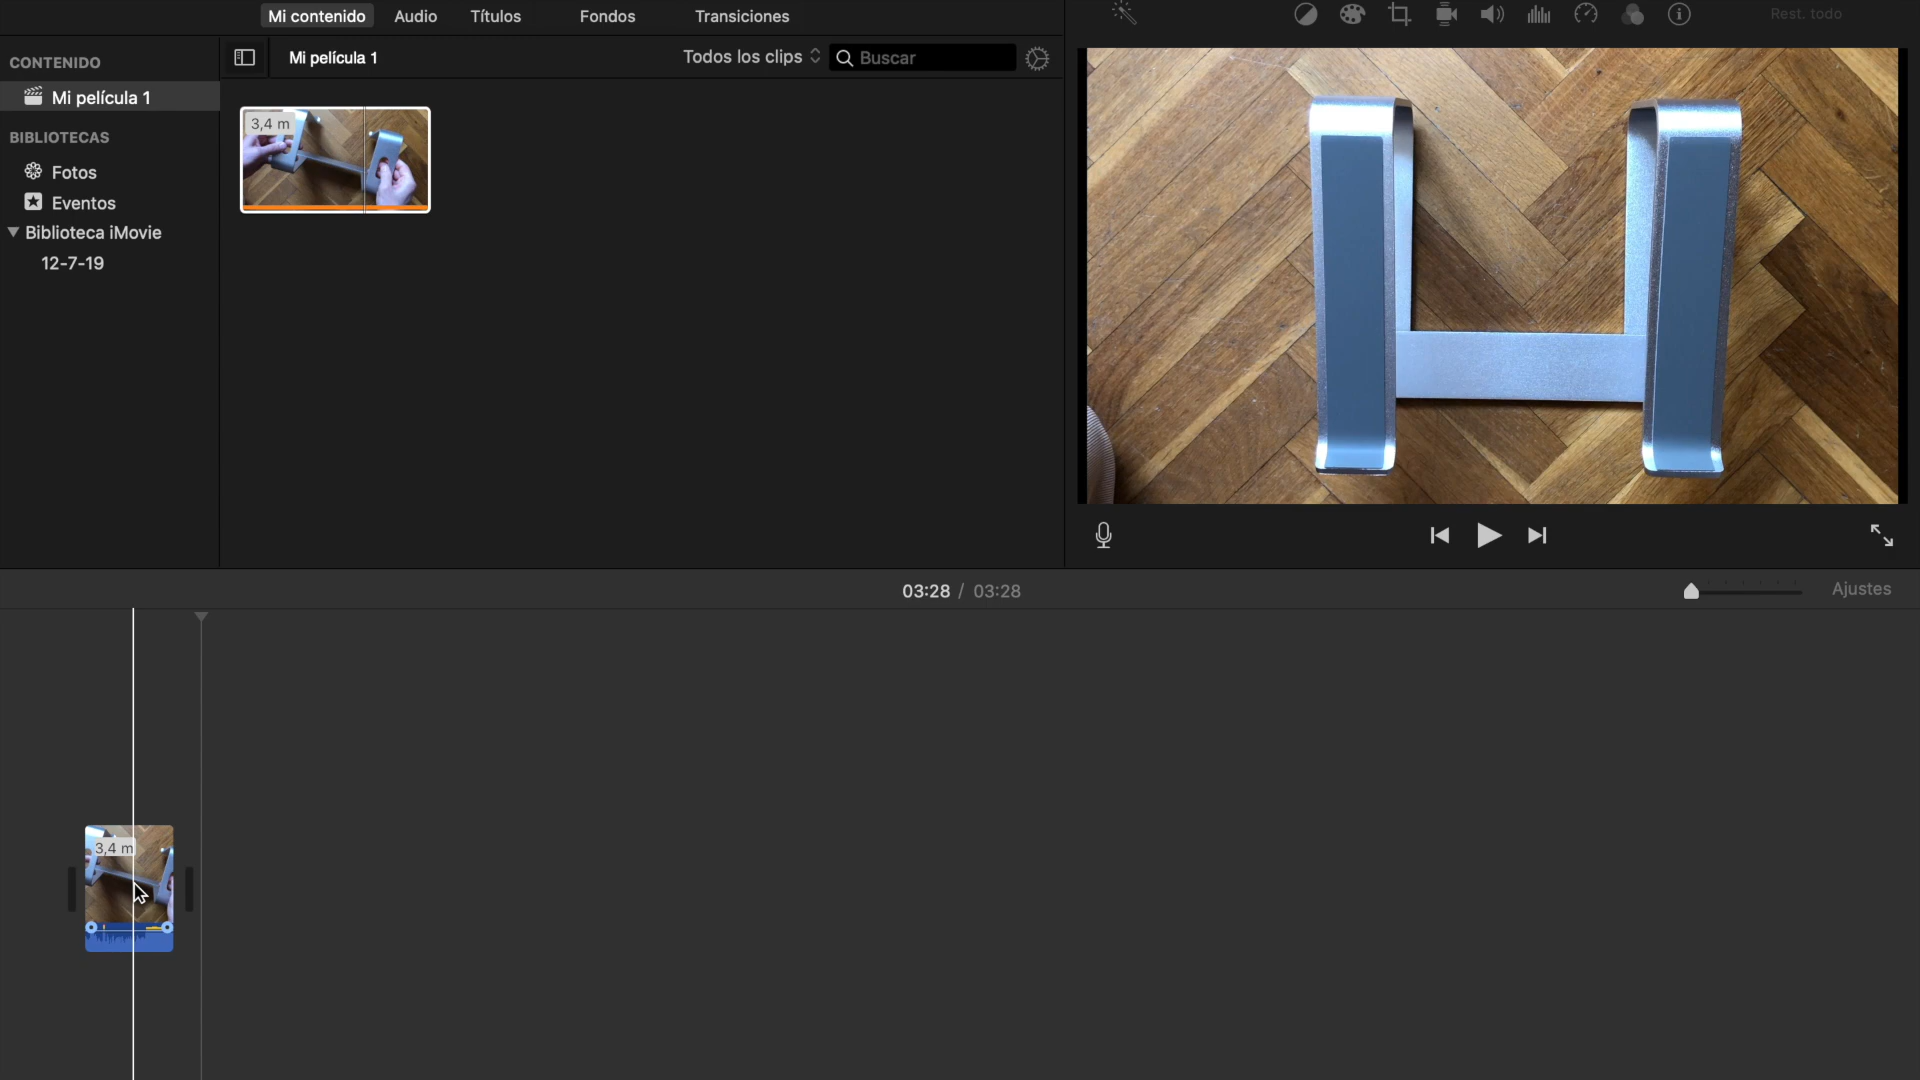 Mi contenido Audio Títulos Fondos Transiciones
Rest. todo
CONTENIDO
Mi película 1
Todos los clips
Buscar
Mi película 1
BIBLIOTECAS
Fotos
Eventos
Biblioteca iMovie
12-7-19
3,4 m
03:28 / 03:28
Ajustes
3,4 m